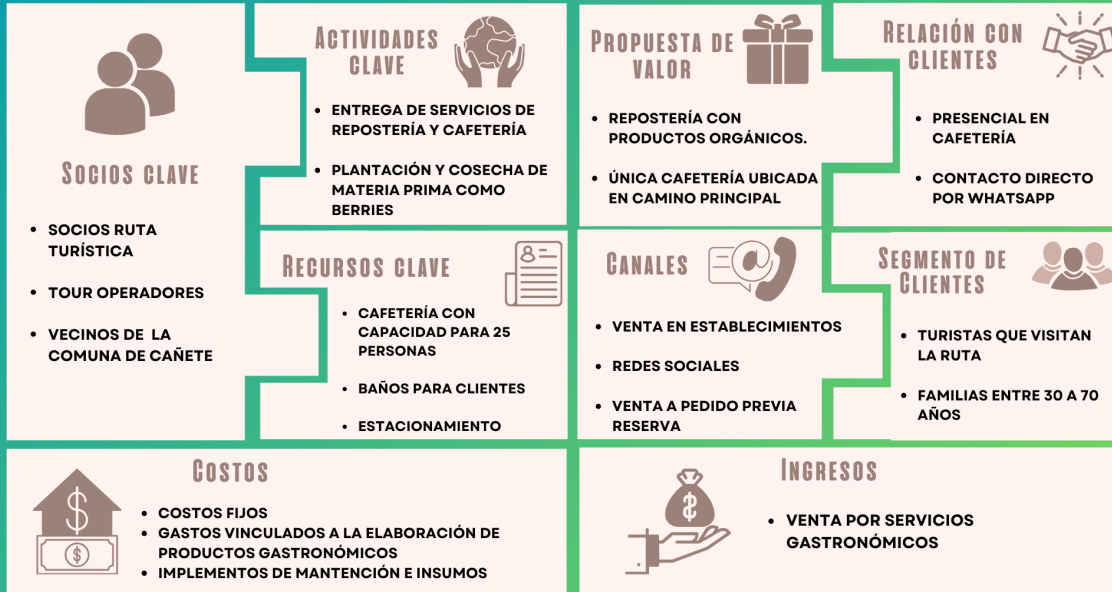 SOCIOS CLAVE
• SOCIOS RUTA
TURÍSTICA
• TOUR OPERADORES
• VECINOS DE LA
COMUNA DE CAÑETE
ACTIVIDADES
CLAVE
• ENTREGA DE SERVICIOS DE
REPOSTERÍA Y CAFETERÍA
• PLANTACIÓN Y COSECHA DE
MATERIA PRIMA COMO
BERRIES
RECURSOS CLAVE
• CAFETERÍA CON
CAPACIDAD PARA 25
PERSONAS
• BAÑOS PARA CLIENTES
• ESTACIONAMIENTO
PROPUESTA DE
VALOR
• REPOSTERÍA CON
PRODUCTOS ORGÁNICOS.
• ÚNICA CAFETERÍA UBICADA
EN CAMINO PRINCIPAL
CANALES
@
• VENTA EN ESTABLECIMIENTOS
• REDES SOCIALES
• VENTA A PEDIDO PREVIA
RESERVA
RELACIÓN CON
CLIENTES
• PRESENCIAL EN
CAFETERÍA
• CONTACTO DIRECTO
POR WHATSAPP
SEGMENTO DE
CLIENTES
• TURISTAS QUE VISITAN
LA RUTA
• FAMILIAS ENTRE 30 A 70
AÑOS
COSTOS
$
$
• COSTOS FIJOS
• GASTOS VINCULADOS A LA ELABORACIÓN DE
PRODUCTOS GASTRONÓMICOS
• IMPLEMENTOS DE MANTENCIÓN E INSUMOS
INGRESOS
$
• VENTA POR SERVICIOS
GASTRONÓMICOS